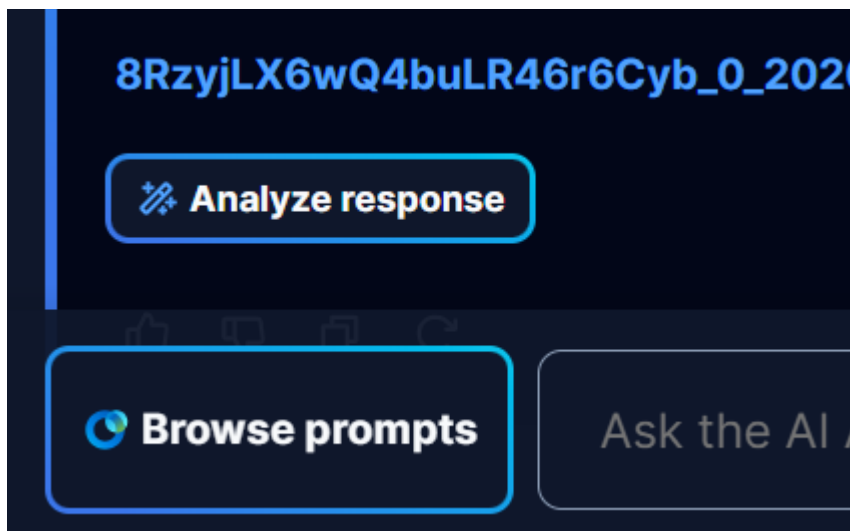 8RzyjLX6wQ4buLR46r6Cyb_0_202
Analyze response
Browse prompts
Ask the AI